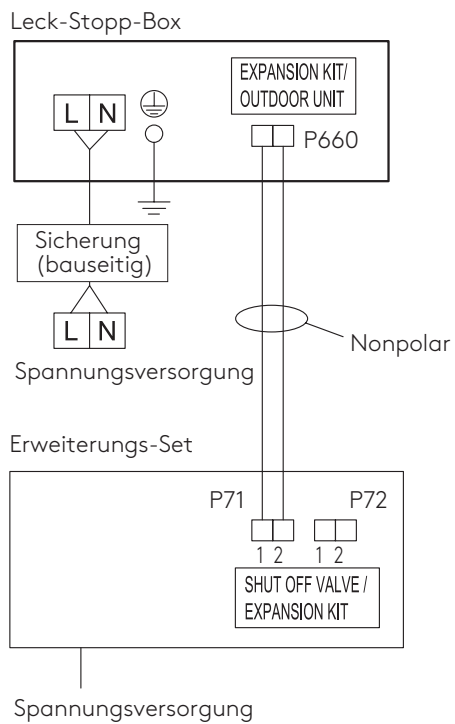 Leck-Stopp-Box
EXPANSION KIT/
OUTDOOR UNIT
L N
P660
Sicherung
(bauseitig)
L N
Nonpolar
Spannungsversorgung
Erweiterungs-Set
P71 P72
1 2 1 2
SHUT OFF VALVE /
EXPANSION KIT
Spannungsversorgung